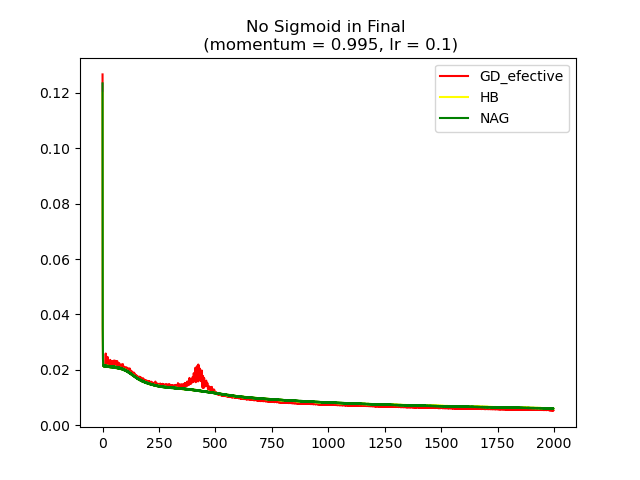 No Sigmoid in Final
(momentum = 0.995, lr = 0.1)
GD_efective
HB
NAG
0.12
0.10
0.08
0.06
0.04
0.02
0.00
0 250 500 750 1000 1250 1500 1750 2000